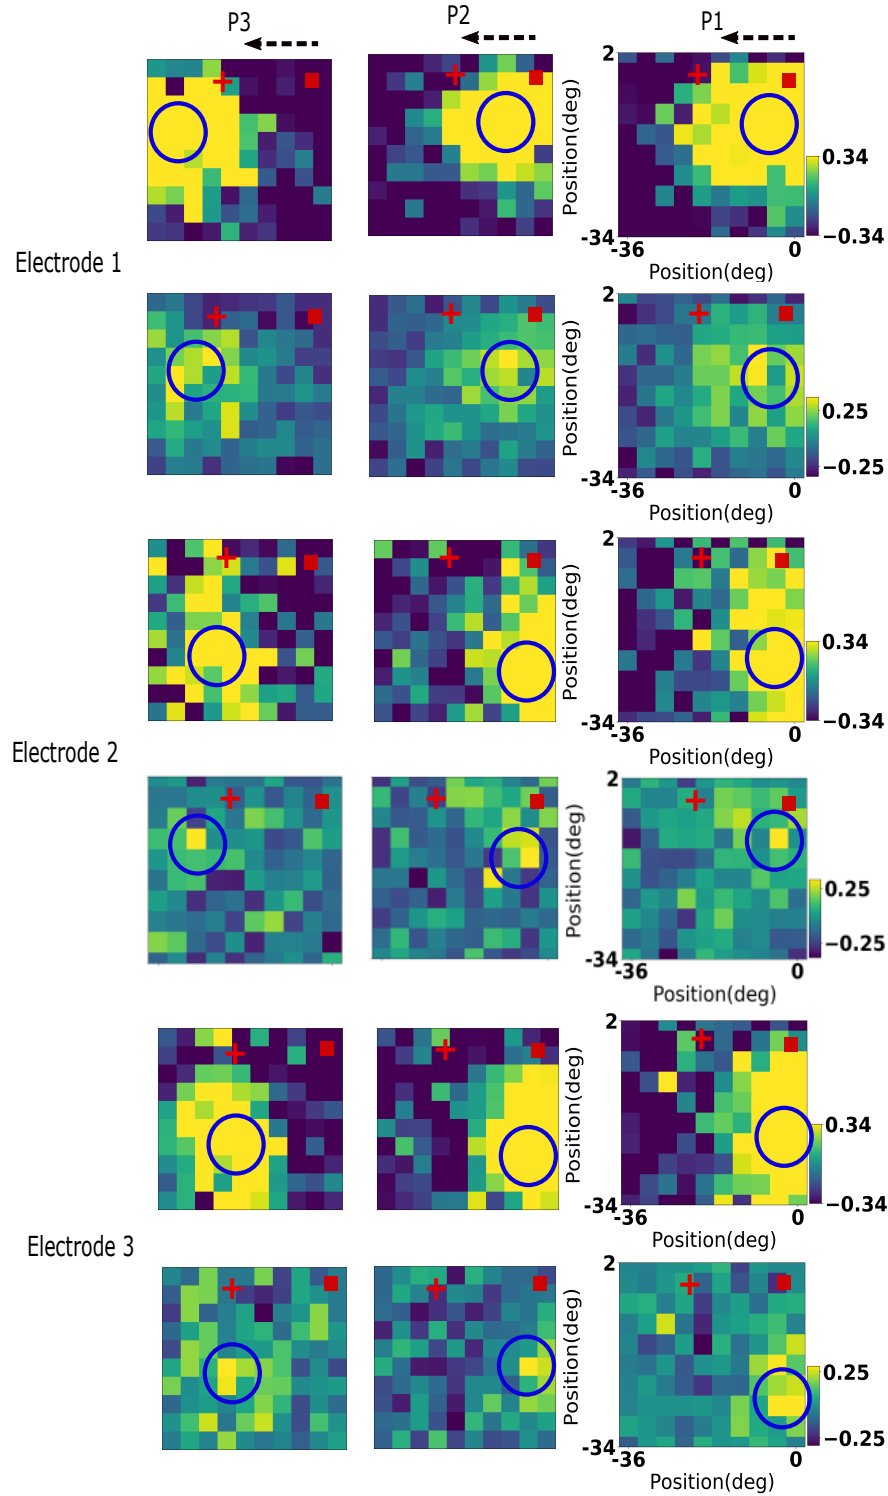 P3 P2 P1
2
Position(deg)
0.34
−0.34
-34
-36 0
Position(deg)
Electrode 1
2
Position(deg)
0.25
−0.25
-34
-36 0
Position(deg)
2
Position(deg)
0.34
−0.34
-34
-36 0
Position(deg)
Electrode 2
2
Position(deg)
0.25
−0.25
-34
-36 0
Position(deg)
2
Position(deg)
0.34
−0.34
-34
-36 0
Position(deg)
Electrode 3
2
Position(deg)
0.25
−0.25
-34
-36 0
Position(deg)